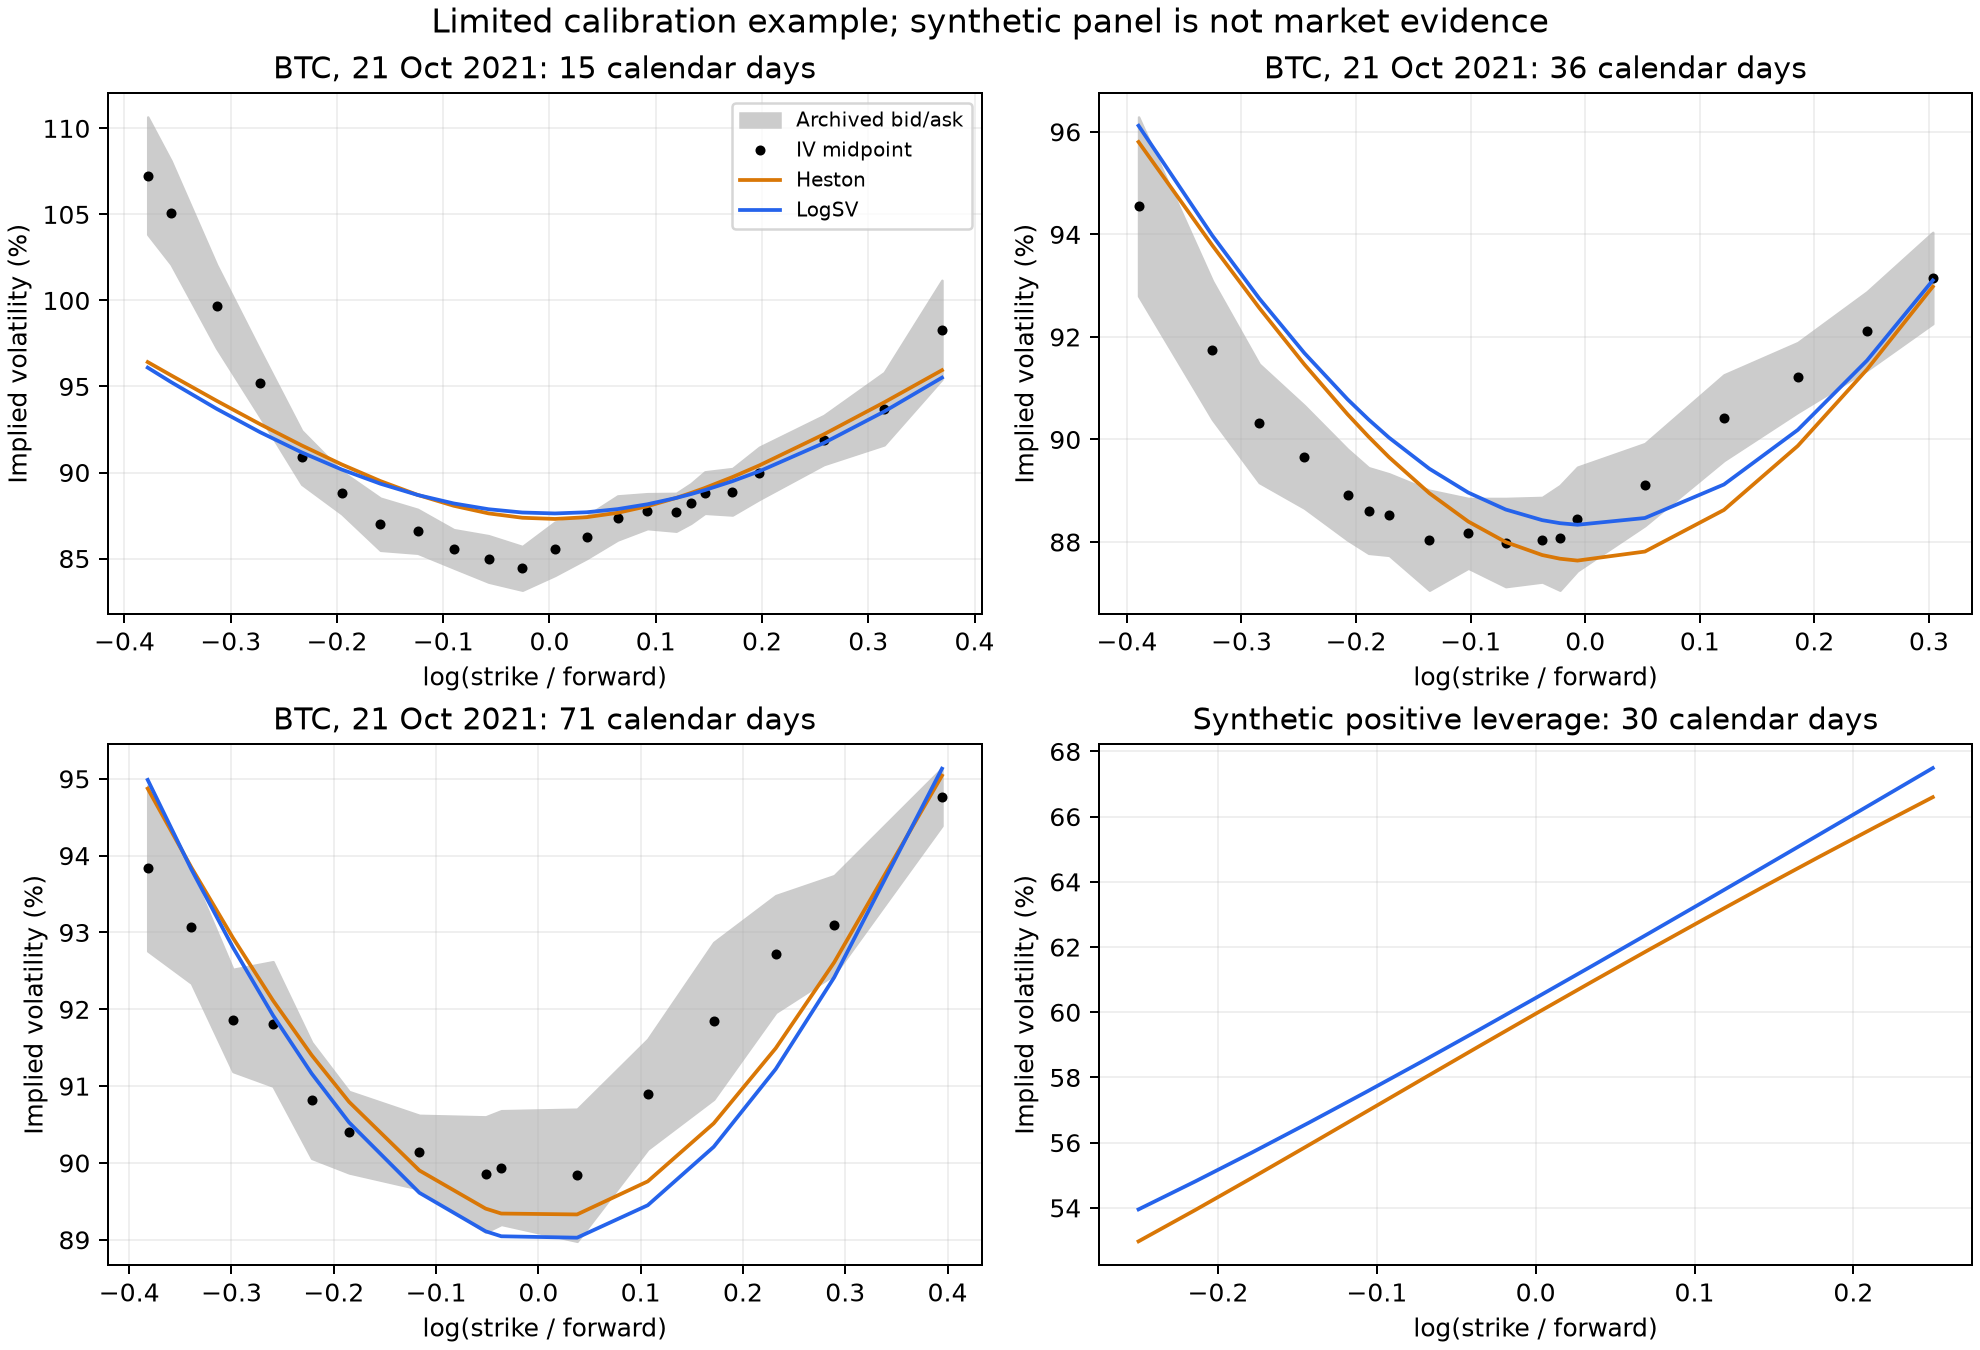 Limited calibration example; synthetic panel is not market evidence
BTC, 21 Oct 2021: 15 calendar days
Implied volatility (%)
110
105
100
95
90
85
Archived bid/ask
IV midpoint
Heston
LogSV
−0.4 −0.3 −0.2 −0.1 0.0 0.1 0.2 0.3 0.4
log(strike / forward)
BTC, 21 Oct 2021: 36 calendar days
Implied volatility (%)
96
94
92
90
88
−0.4 −0.3 −0.2 −0.1 0.0 0.1 0.2 0.3
log(strike / forward)
BTC, 21 Oct 2021: 71 calendar days
Implied volatility (%)
95
94
93
92
91
90
89
−0.4 −0.3 −0.2 −0.1 0.0 0.1 0.2 0.3 0.4
log(strike / forward)
Synthetic positive leverage: 30 calendar days
Implied volatility (%)
68
66
64
62
60
58
56
54
−0.2 −0.1 0.0 0.1 0.2
log(strike / forward)